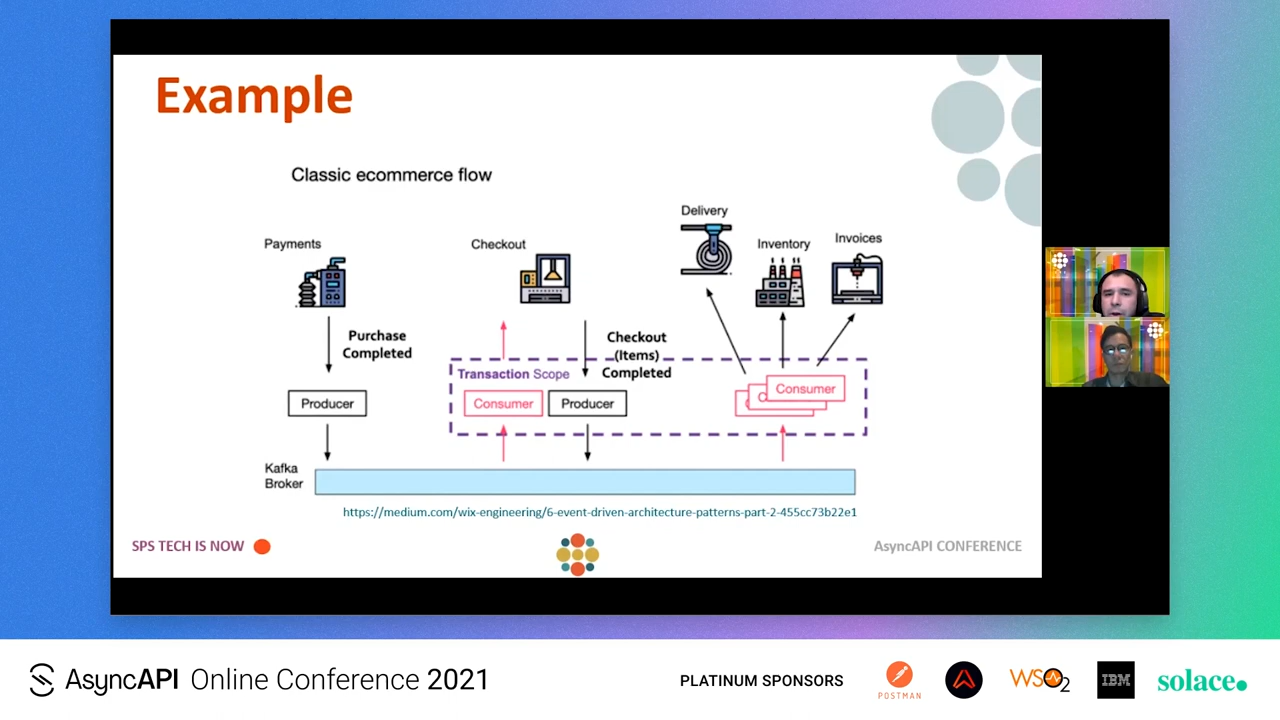 Example
Classic ecommerce flow
Payments
Checkout
Delivery
Inventory
Invoices
Purchase
Completed
Checkout
(Items)
Completed
Transaction Scope
Producer
Consumer
Producer
Consumer
Kafka
Broker
https://medium.com/wix-engineering/6-event-driven-architecture-patterns-part-2-455cc73b22e1
SPS TECH IS NOW
AsyncAPI CONFERENCE
AsyncAPI Online Conference 2021
PLATINUM SPONSORS
POSTMAN
WSO2
IBM
solace.